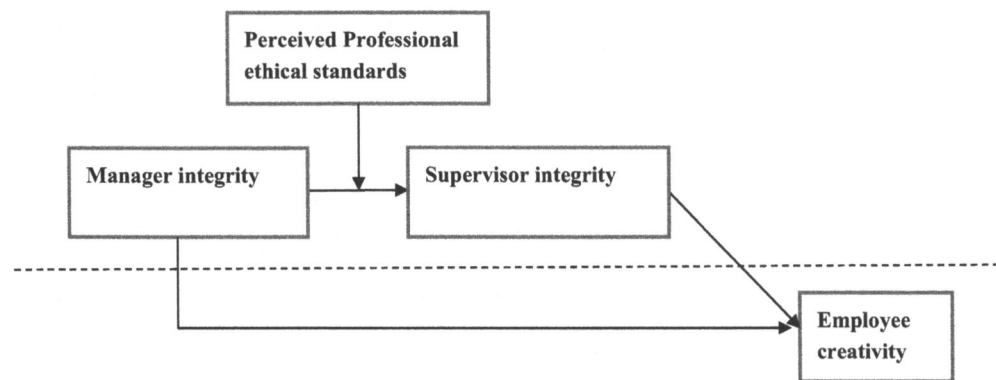 Perceived Professional
ethical standards
Manager integrity
Supervisor integrity
Employee
creativity